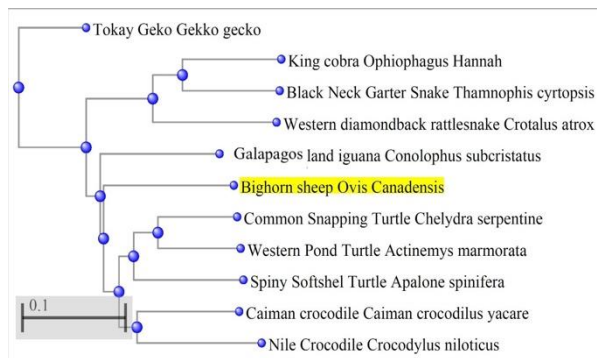 Tokay Geko Gekko gecko
King cobra Ophiophagus Hannah
Black Neck Garter Snake Thamnophis cyrtopsis
Western diamondback rattlesnake Crotalus atrox
Galapagos land iguana Conolophus subcristatus
Bighorn sheep Ovis Canadensis
Common Snapping Turtle Chelydra serpentine
Western Pond Turtle Actinemys marmorata
Spiny Softshel Turtle Apalone spinifera
0.1
Caiman crocodile Caiman crocodilus yacare
Nile Crocodile Crocodylus niloticus